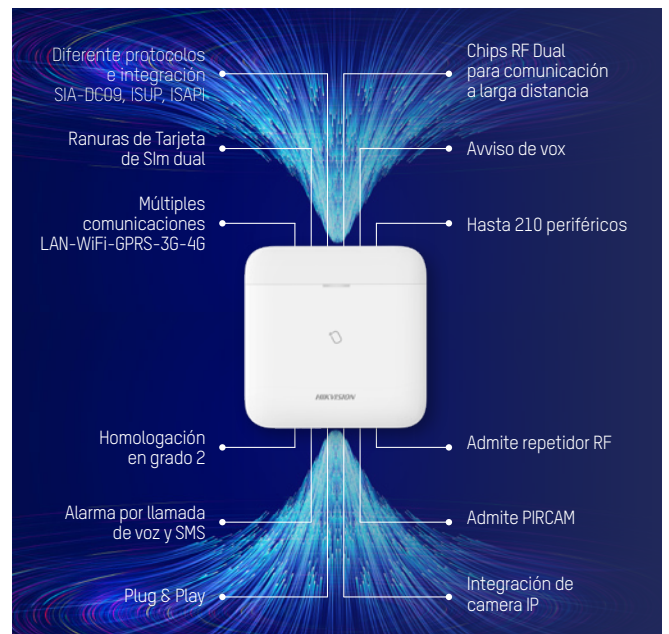 Diferente protocolos
e integración
SIA-DC09, ISUP, ISAPI
Ranuras de Tarjeta
de SIm dual
Múltiples
comunicaciones
LAN-WiFi-GPRS-3G-4G
Chips RF Dual
para comunicación
a larga distancia
Avviso de vox
Hasta 210 periféricos
HIKVISION
Homologación
en grado 2
Alarma por llamada
de voz y SMS
Plug & Play
Admite repetidor RF
Admite PIRCAM
Integración de
camera IP